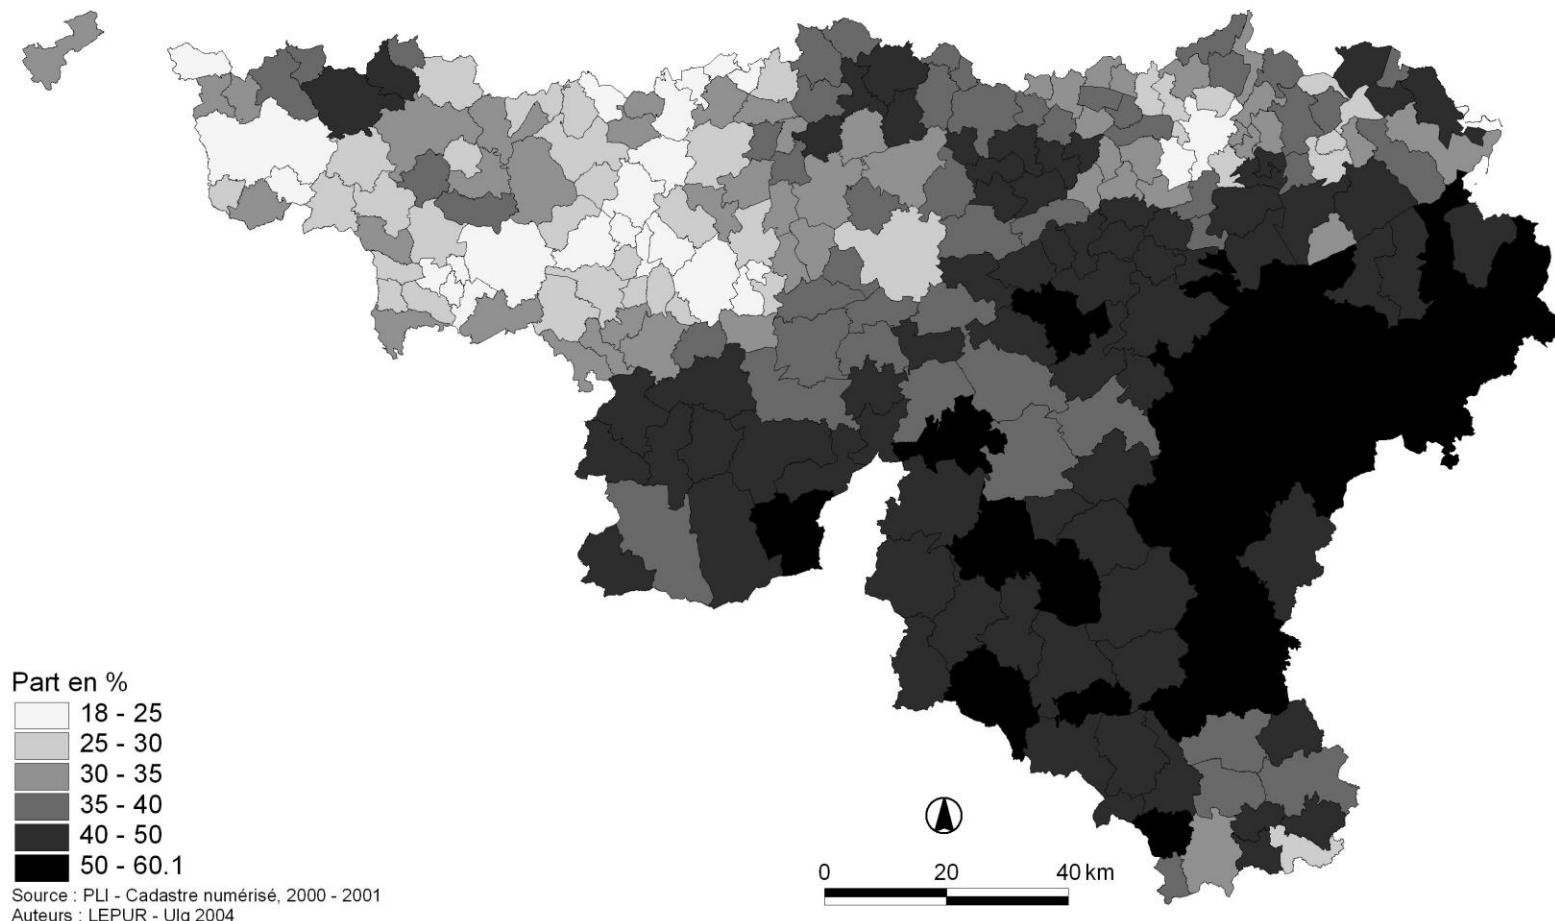 Part en %
18 - 25
25 - 30
30 - 35
35 - 40
40 - 50
50 - 60.1
Source : PLI - Cadastre numérisé, 2000 - 2001
Auteurs : LEPUR - Ulg 2004
0 20 40 km